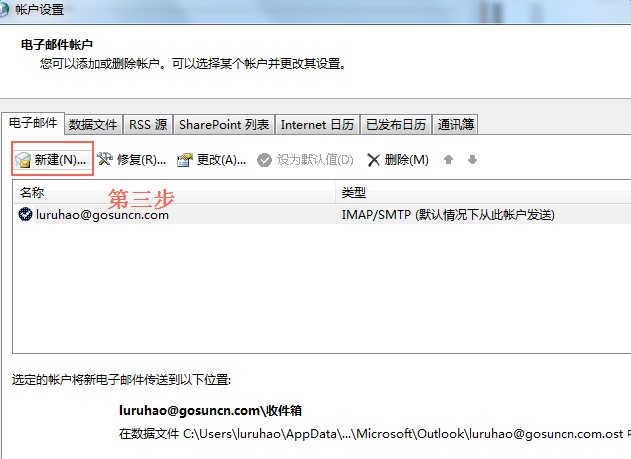 帐户设置
电子邮件帐户
您可以添加或删除帐户。可以选择某个帐户并更改其设置。
电子邮件 数据文件 RSS 源 SharePoint 列表 Internet 日历 已发布日历 通讯簿
新建(N)... 修复(R)... 更改(A)... 设为默认值(D) 删除(M)
名称 类型
第三步
luruhao@gosuncn.com IMAP/SMTP (默认情况下从此帐户发送)
选定的帐户将新电子邮件传送到以下位置:
luruhao@gosuncn.com\收件箱
在数据文件 C:\Users\luruhao\AppData\...\Microsoft\Outlook\luruhao@gosuncn.com.ost